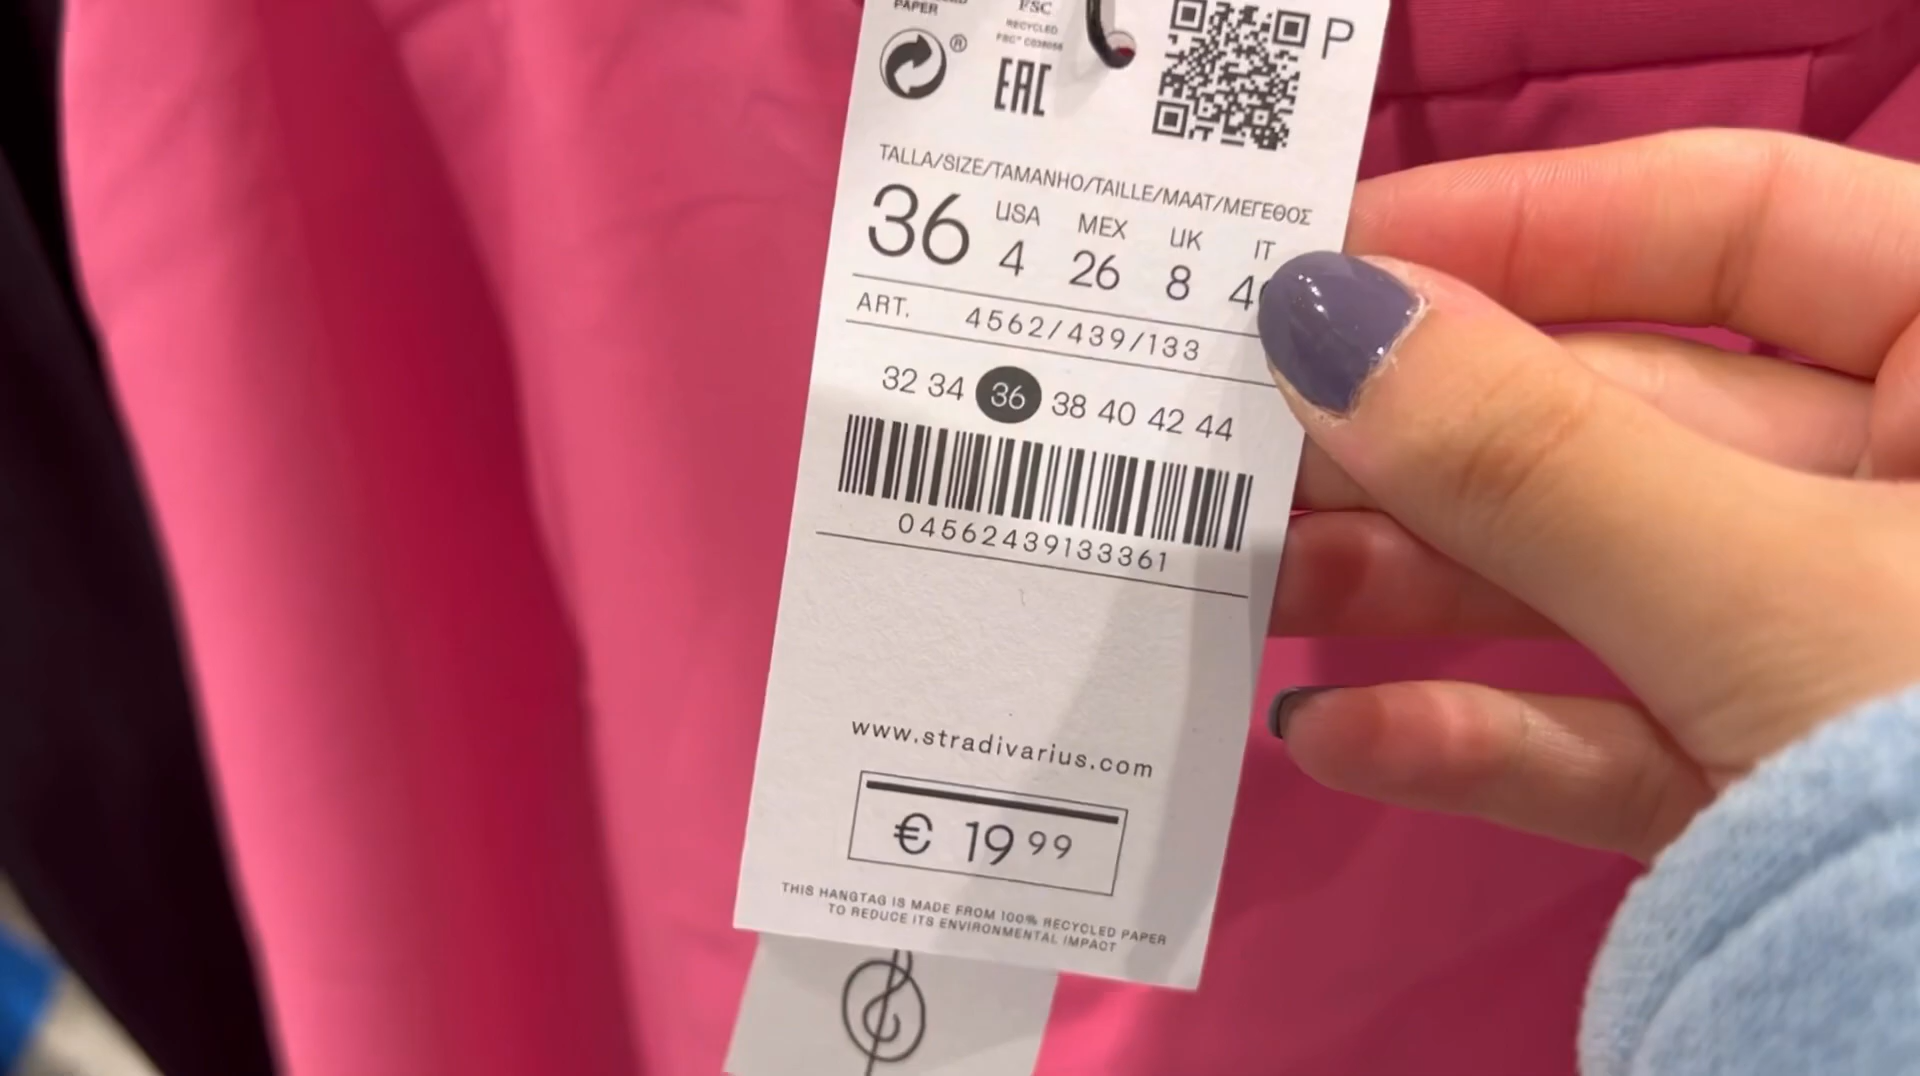 PAPER
FSC
RECYCLED
FSC® C036056
®
EAC
P
TALLA/SIZE/TAMANHO/TAILLE/MAAT/ΜΕΓΕΘΟΣ
36 USA 4 MEX 26 UK 8 IT
ART. 4562/439/133
32 34 36 38 40 42 44
04562439133361
www.stradivarius.com
€ 19 99
THIS HANGTAG IS MADE FROM 100% RECYCLED PAPER
TO REDUCE ITS ENVIRONMENTAL IMPACT